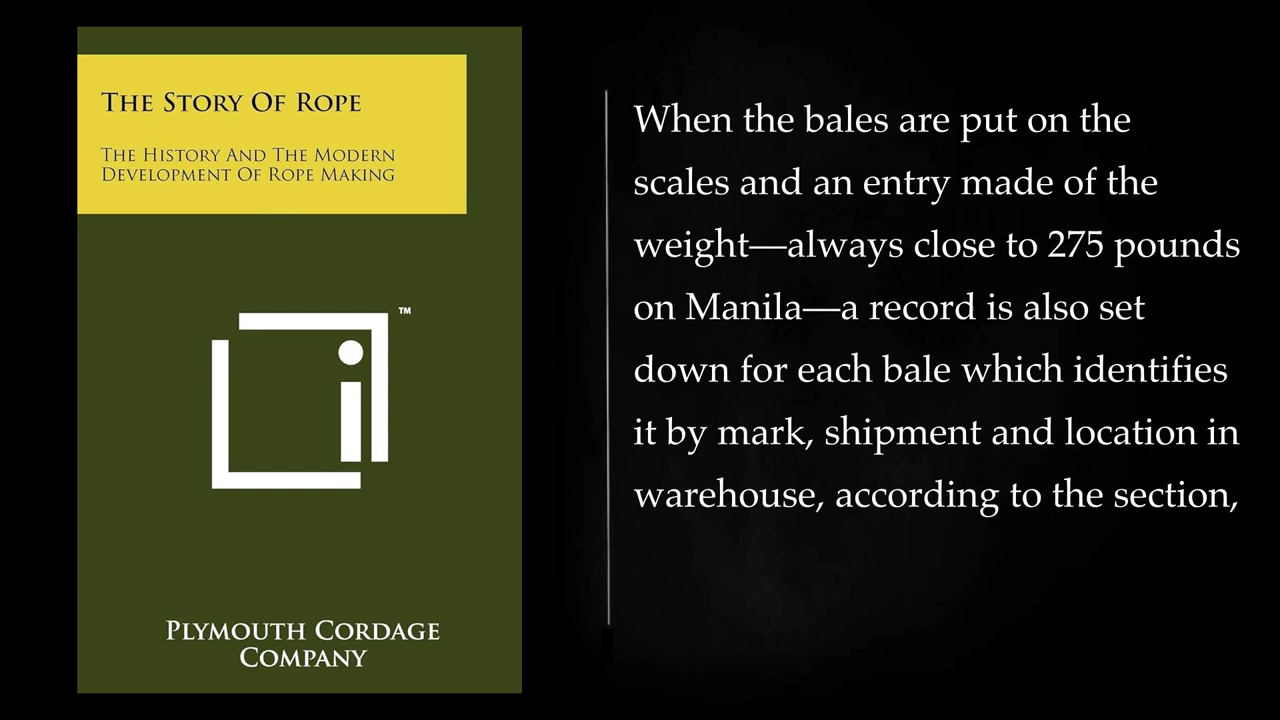 The Story Of Rope
The History And The Modern
Development Of Rope Making
TM
Plymouth Cordage
Company
When the bales are put on the
scales and an entry made of the
weight—always close to 275 pounds
on Manila—a record is also set
down for each bale which identifies
it by mark, shipment and location in
warehouse, according to the section,